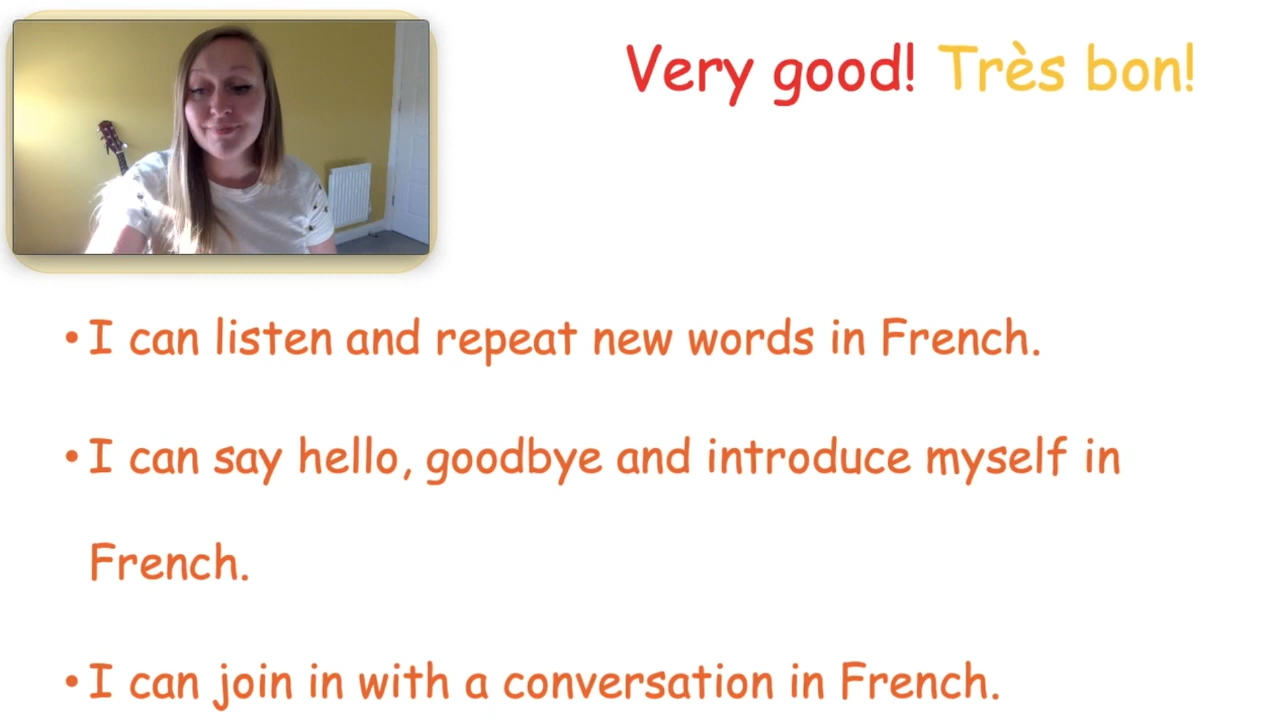 Very good! Très bon!
• I can listen and repeat new words in French.
• I can say hello, goodbye and introduce myself in
French.
• I can join in with a conversation in French.